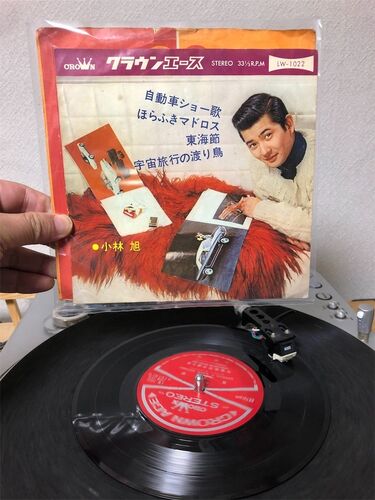 CROWN
クラウンエース
STEREO 33⅓R.P.M
LW-1022
自動車ショー歌
ほらふきマドロス
東海節
宇宙旅行の渡り鳥
●小林 旭
STEREO
CROWN
CROWN ACE